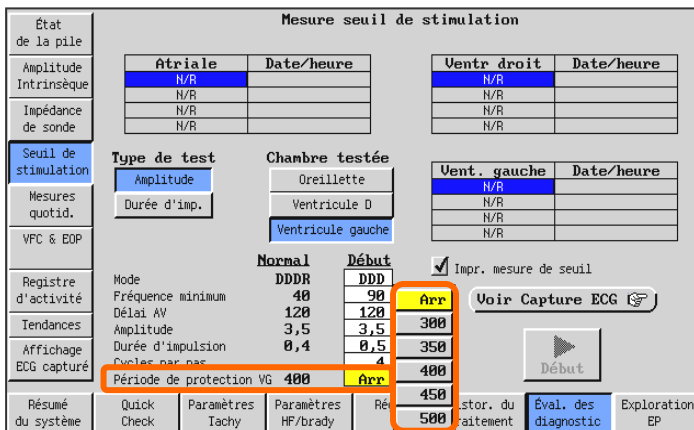 Mesure seuil de stimulation
État
de la pile
Amplitude
Intrinsèque
Impédance
de sonde
Seuil de
stimulation
Mesures
quotid.
VFC & EOP
Registre
d'activité
Tendances
Affichage
ECG capturé
Atriale Date/heure
N/R
N/R
N/R
N/R
Ventr droit Date/heure
N/R
N/R
N/R
N/R
Type de test
Amplitude
Durée d'imp.
Chambre testée
Oreillette
Ventricule D
Ventricule gauche
Vent. gauche Date/heure
N/R
N/R
N/R
N/R
Normal Début
Mode DDDR DDD
Fréquence minimum 40 90
Délai AV 120 120
Amplitude 3,5 3,5
Durée d'impulsion 0,4 0,5
Cycles par pas 4
Période de protection VG 400 Arr
Arr
300
350
400
450
500
Impr. mesure de seuil
Voir Capture ECG
Début
Résumé
du système
Quick
Check
Paramètres
Tachy
Paramètres
HF/brady
Éval. des
diagnostic
Exploration
EP